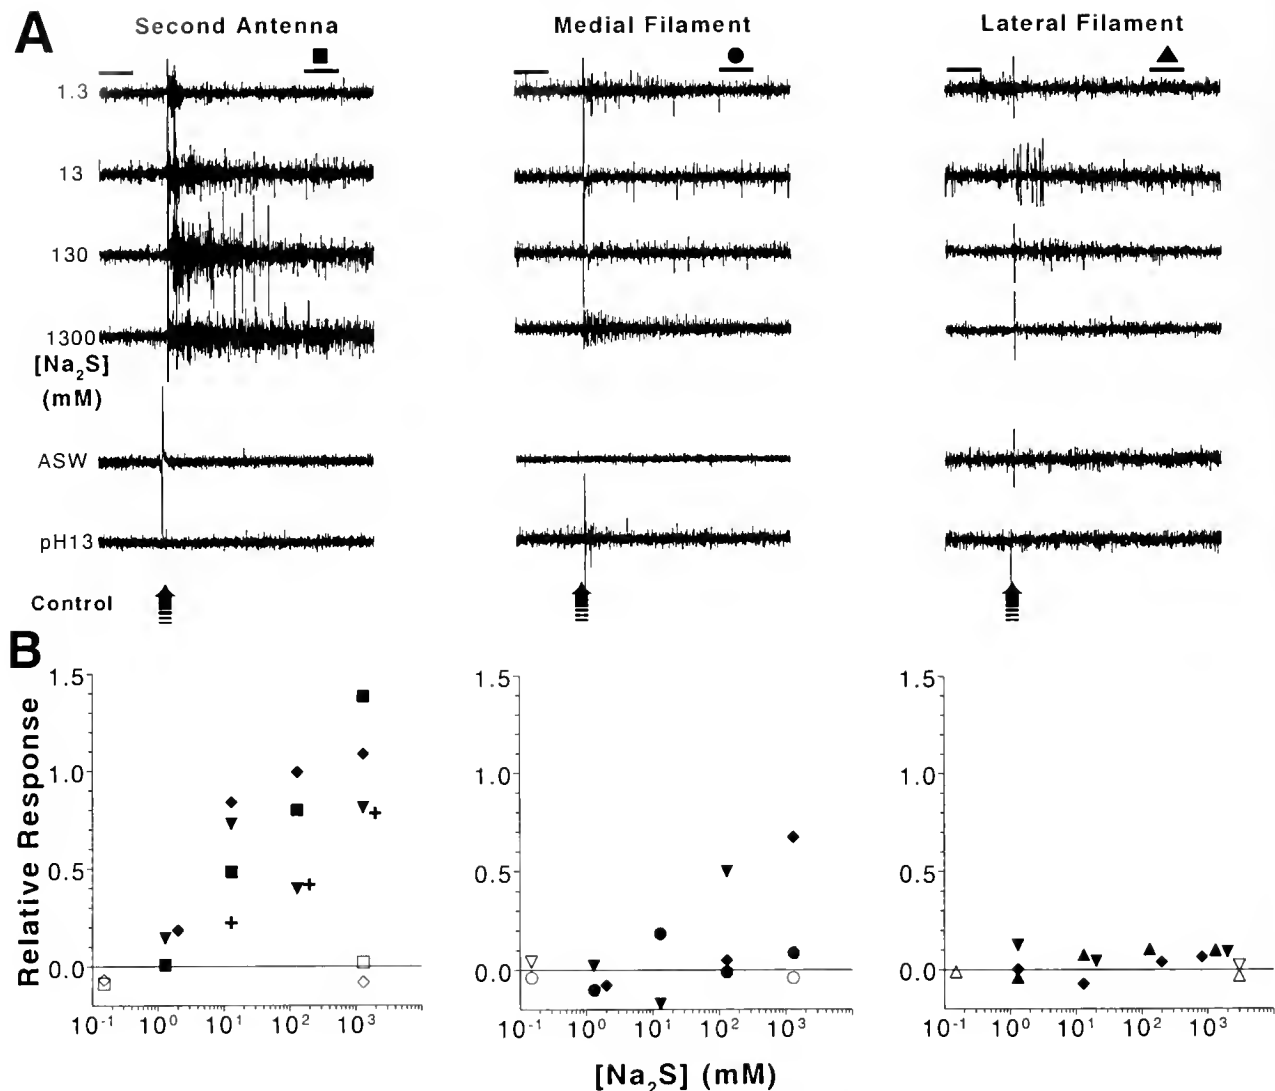 A
Second Antenna
Medial Filament
Lateral Filament
1.3
13
130
1300
[Na2S]
(mM)
ASW
pH13
Control
B
Relative Response
1.5
1.0
0.5
0.0
10-1 100 101 102 103
1.5
1.0
0.5
0.0
10-1 100 101 102 103
1.5
1.0
0.5
0.0
10-1 100 101 102 103
[Na2S] (mM)